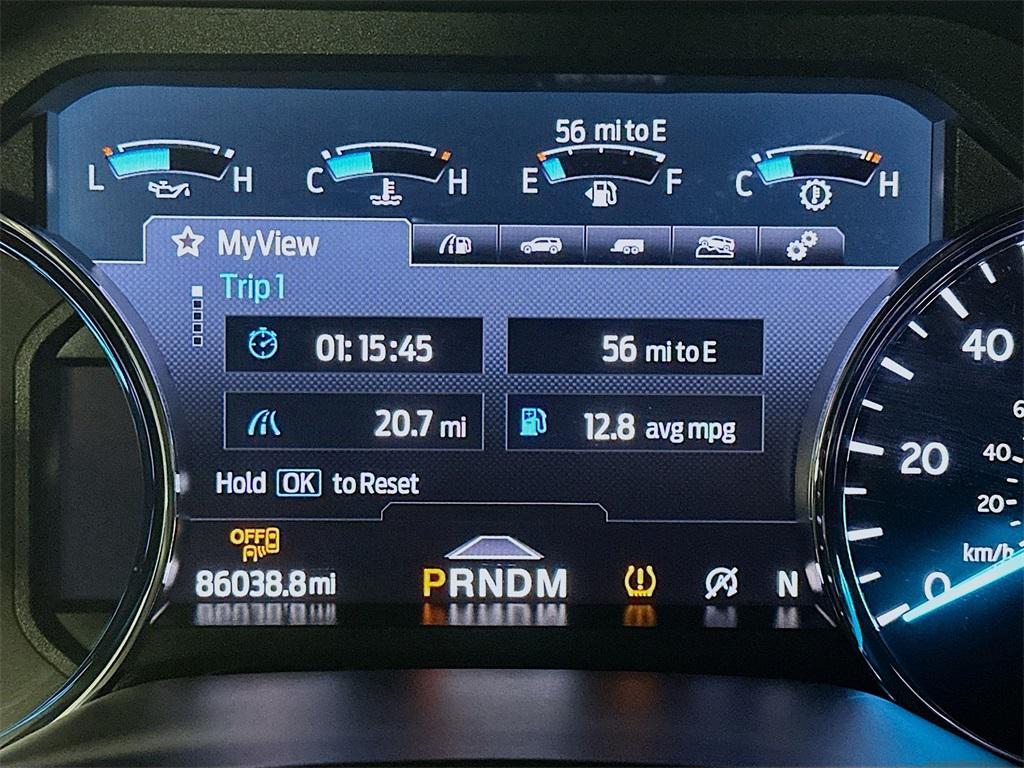 56 mi to E
L H C H E F C H
MyView
Trip 1
01:15:45
56 mi to E
20.7 mi
12.8 avg mpg
Hold OK to Reset
OFF
86038.8 mi
PRNDM
N
40
20
0
40
20
km/h